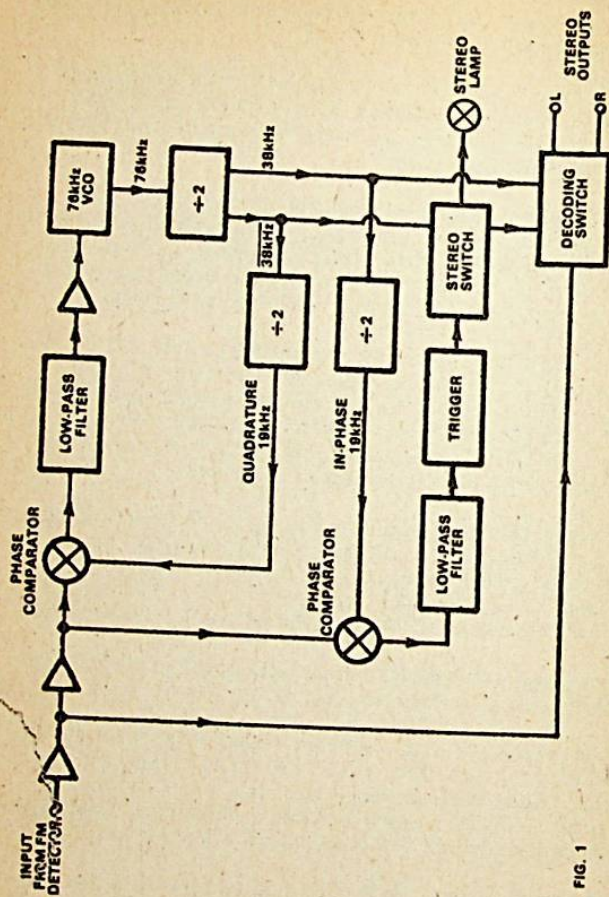 INPUT
FROM FM
DETECTOR
PHASE
COMPARATOR
LOW-PASS
FILTER
76kHz
VCO
76kHz
÷2
38kHz
38kHz
÷2
÷2
QUADRATURE
19kHz
IN-PHASE
19kHz
PHASE
COMPARATOR
LOW-PASS
FILTER
TRIGGER
STEREO
SWITCH
STEREO
LAMP
DECODING
SWITCH
L
R
STEREO
OUTPUTS
FIG. 1